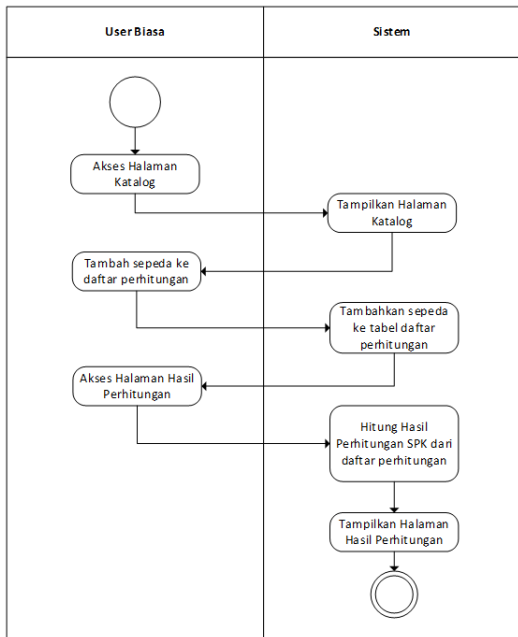 User Biasa
Sistem
Akses Halaman
Katalog
Tampilkan Halaman
Katalog
Tambah sepeda ke
daftar perhitungan
Tambahkan sepeda
ke tabel daftar
perhitungan
Akses Halaman Hasil
Perhitungan
Hitung Hasil
Perhitungan SPK dari
daftar perhitungan
Tampilkan Halaman
Hasil Perhitungan